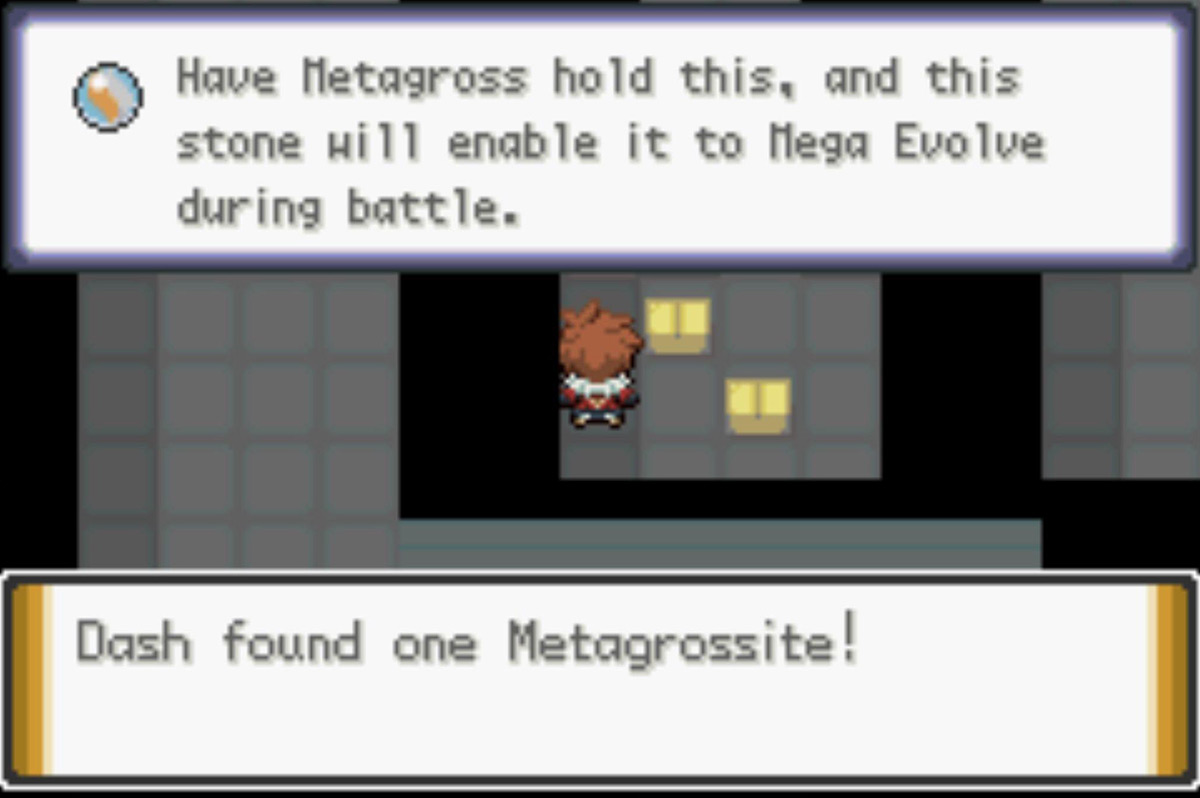 Have Metagross hold this, and this
stone will enable it to Mega Evolve
during battle.
Dash found one Metagrossite!